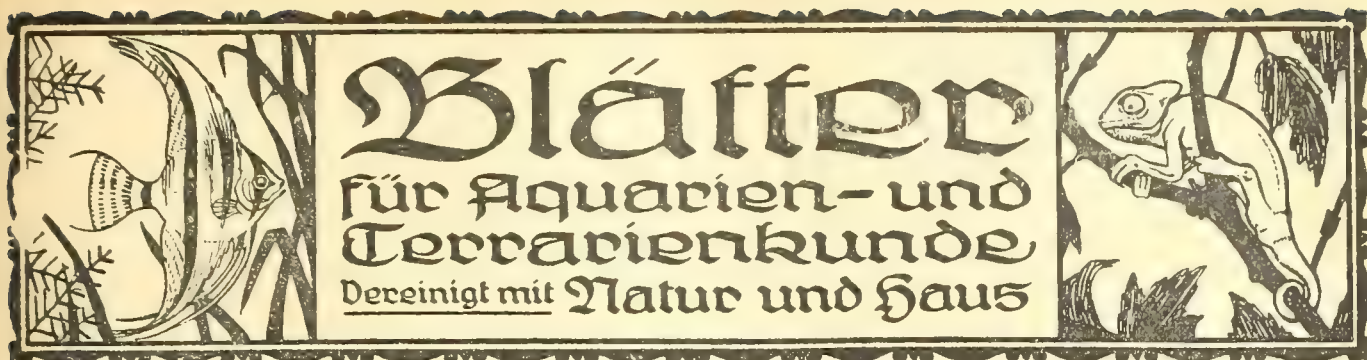 Blätter
für Aquarien- und
Terrarienkunde
Vereinigt mit Natur und Haus